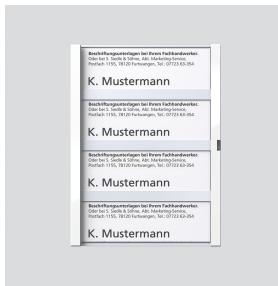 Beschriftungsunterlagen bei Ihrem Fachhandwerker.
Oder bei S. Siedle & Söhne, Abt. Marketing-Service,
Postfach 1155, 78120 Furtwangen, Tel.: 07723 63-354
K. Mustermann
Beschriftungsunterlagen bei Ihrem Fachhandwerker.
Oder bei S. Siedle & Söhne, Abt. Marketing-Service,
Postfach 1155, 78120 Furtwangen, Tel.: 07723 63-354
K. Mustermann
Beschriftungsunterlagen bei Ihrem Fachhandwerker.
Oder bei S. Siedle & Söhne, Abt. Marketing-Service,
Postfach 1155, 78120 Furtwangen, Tel.: 07723 63-354
K. Mustermann
Beschriftungsunterlagen bei Ihrem Fachhandwerker.
Oder bei S. Siedle & Söhne, Abt. Marketing-Service,
Postfach 1155, 78120 Furtwangen, Tel.: 07723 63-354
K. Mustermann